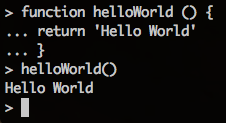 > function helloWorld () {
... return 'Hello World'
... }
> helloWorld()
Hello World
>